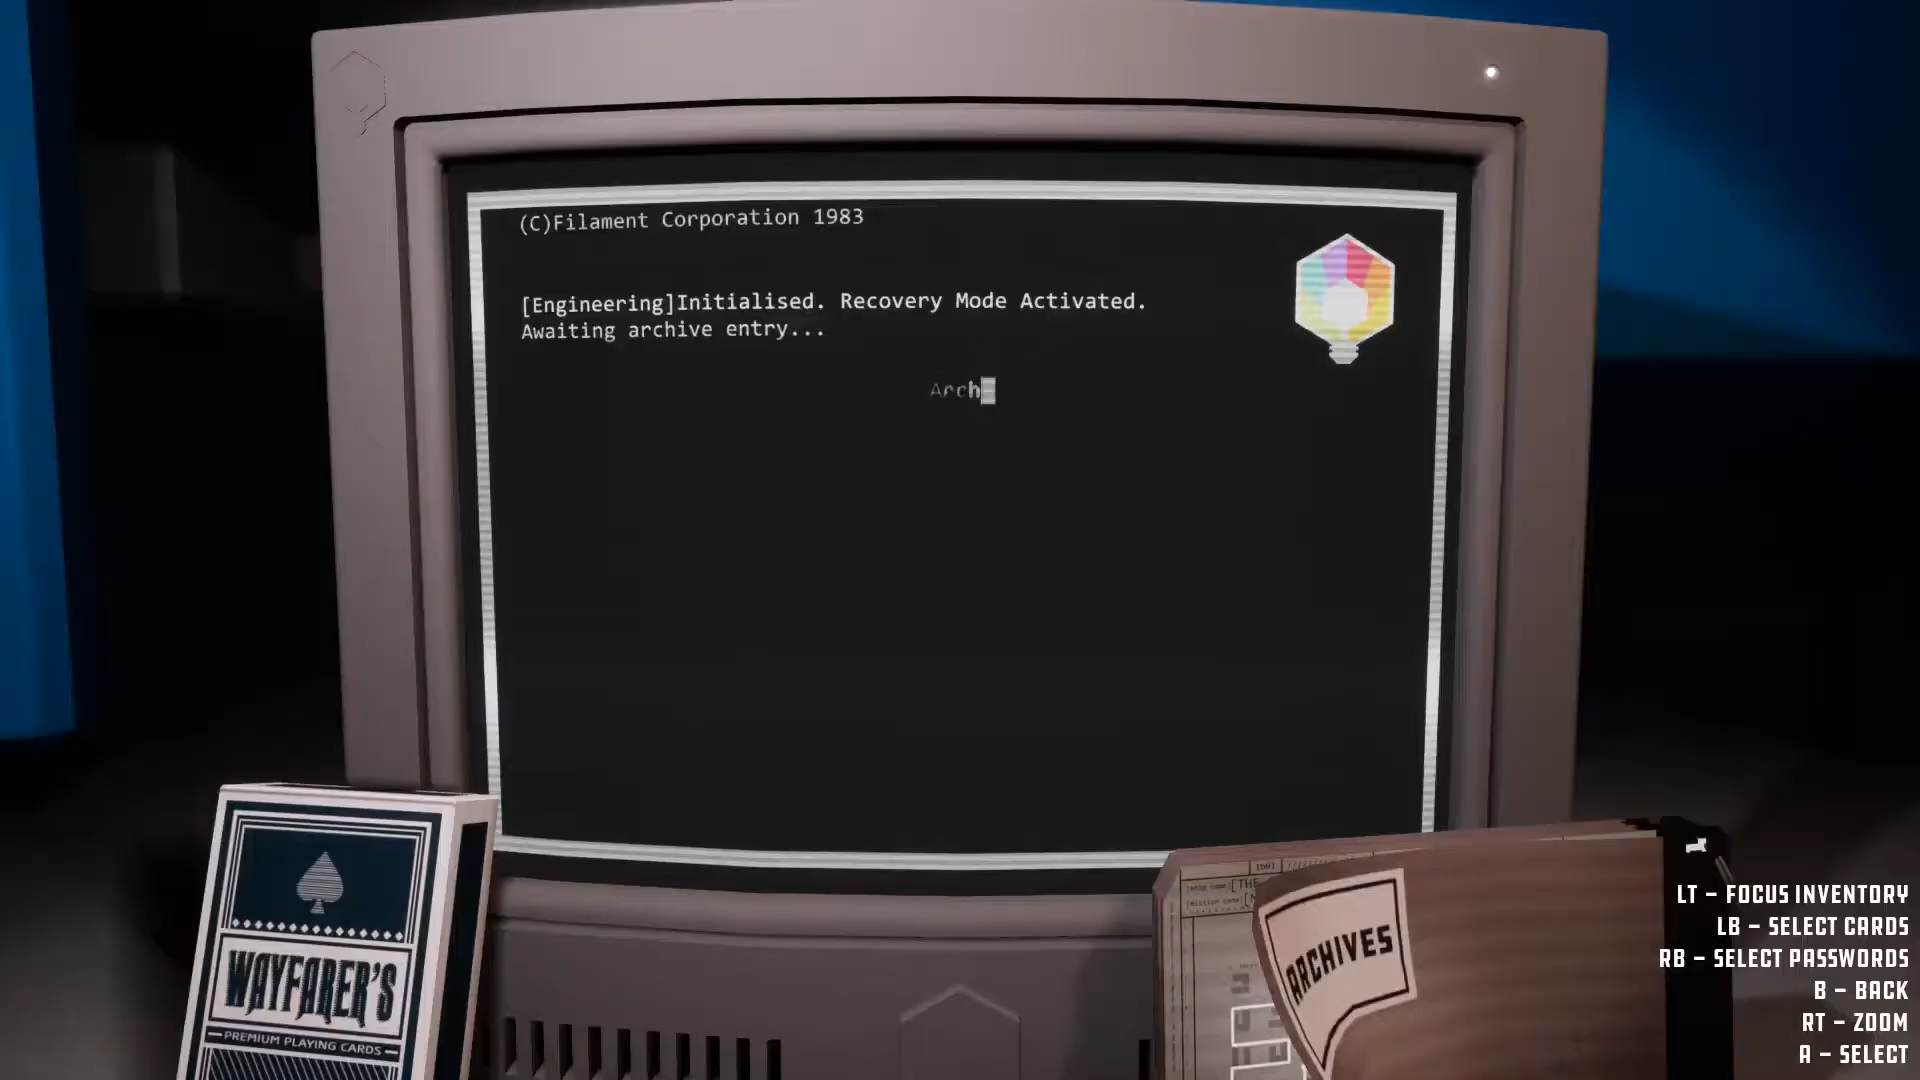 (C)Filament Corporation 1983
[Engineering]Initialised. Recovery Mode Activated.
Awaiting archive entry...
Arch
WAYFARER'S
PREMIUM PLAYING CARDS
[THE
ARCHIVES
LT – FOCUS INVENTORY
LB – SELECT CARDS
RB – SELECT PASSWORDS
B – BACK
RT – ZOOM
A – SELECT